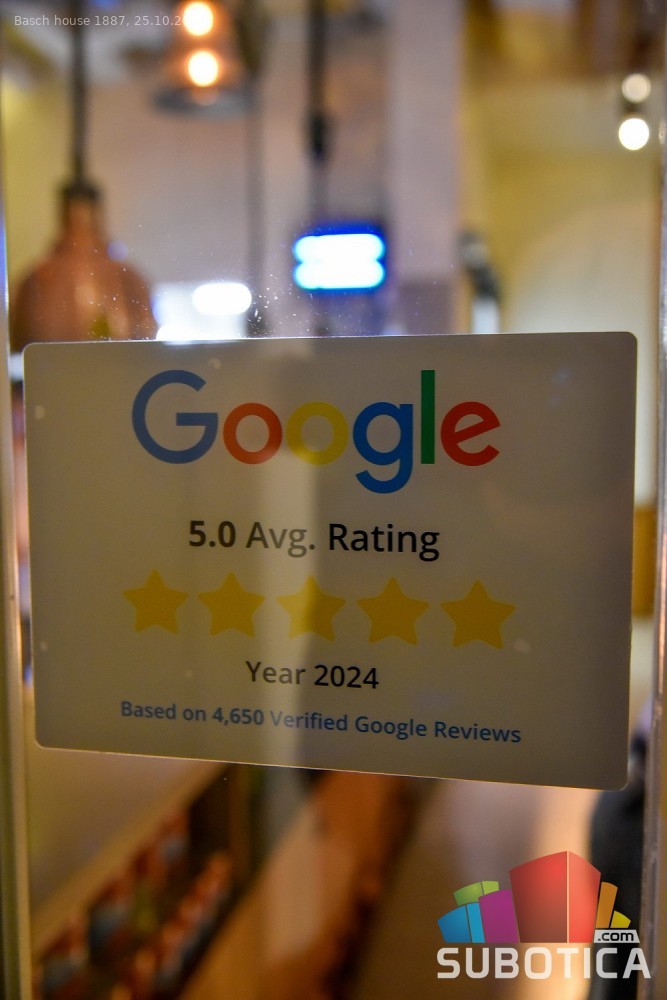 Basch house 1887, 25.10.2
Google
5.0 Avg. Rating
Year 2024
Based on 4,650 Verified Google Reviews
.com
SUBOTICA